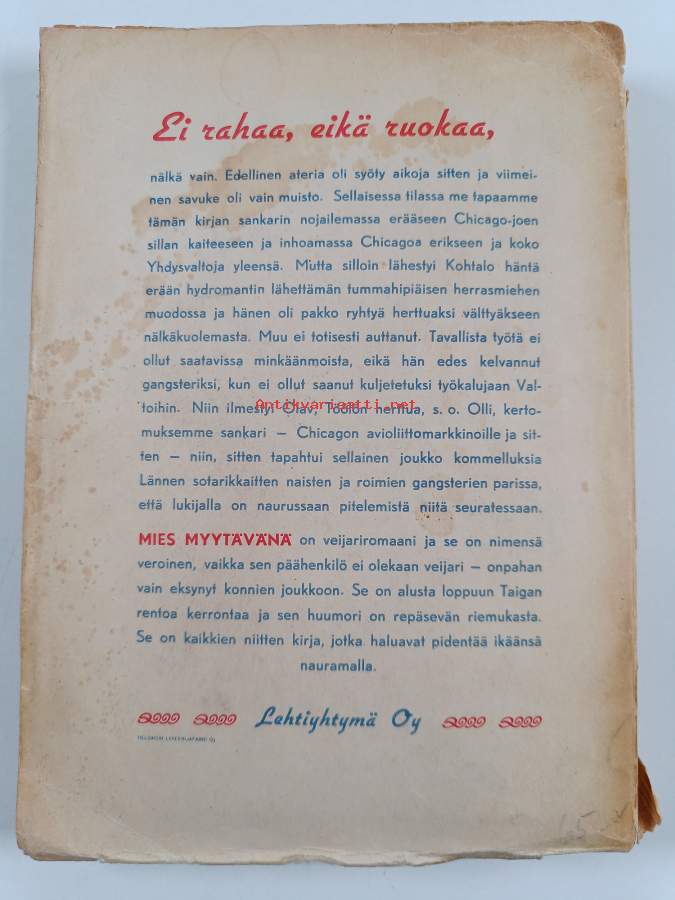 Ei rahaa, eikä ruokaa,
nälkä vain. Edellinen ateria oli syöty aikoja sitten ja viimei-
nen savuke oli vain muisto. Sellaisessa tilassa me tapaamme
tämän kirjan sankarin nojailemassa erääseen Chicago-joen
sillan kaiteeseen ja inhoamassa Chicagoa erikseen ja koko
Yhdysvaltoja yleensä. Mutta silloin lähestyi Kohtalo häntä
erään hydromantin lähettämän tummahipiäisen herrasmiehen
muodossa ja hänen oli pakko ryhtyä herttuaksi välttyäkseen
nälkäkuolemasta. Muu ei totisesti auttanut. Tavallista työtä ei
ollut saatavissa minkäänmoista, eikä hän edes kelvannut
gangsteriksi, kun ei ollut saanut kuljetetuksi työkalujaan Val-
toihin. Niin ilmestyi Olav, Töölön herttua, s. o. Olli, kerto-
Antikvariaatti.net
muksemme sankari — Chicagon avioliittomarkkinoille ja sit-
ten — niin, sitten tapahtui sellainen joukko kommelluksia
Lännen sotarikkaitten naisten ja roimien gangsterien parissa,
että lukijalla on naurussaan pitelemistä niitä seuratessaan.
MIES MYYTÄVÄNÄ on veijariromaani ja se on nimensä
veroinen, vaikka sen päähenkilö ei olekaan veijari — onpahan
vain eksynyt konnien joukkoon. Se on alusta loppuun Taigan
rentoa kerrontaa ja sen huumori on repäsevän riemukasta.
Se on kaikkien niitten kirja, jotka haluavat pidentää ikäänsä
nauramalla.
Lehtiyhtymä Oy